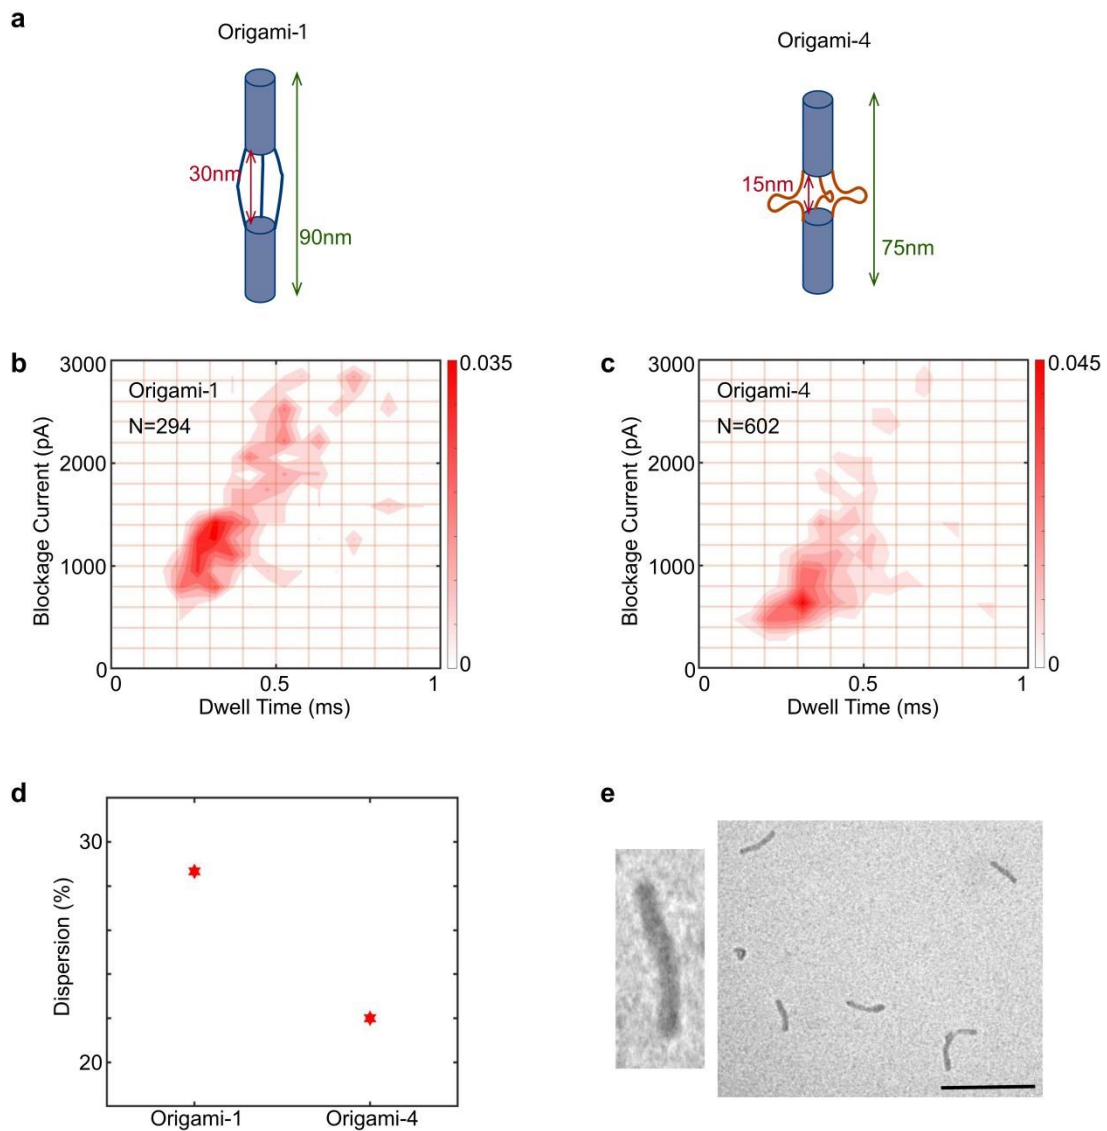 a
Origami-1
30nm
90nm
Origami-4
15nm
75nm
b
3000
2000
1000
0
Blockage Current (pA)
Origami-1
N=294
0.035
0
0
0.5
1
Dwell Time (ms)
c
3000
2000
1000
0
Blockage Current (pA)
Origami-4
N=602
0.045
0
0
0.5
1
Dwell Time (ms)
d
30
20
Dispersion (%)
Origami-1
Origami-4
e